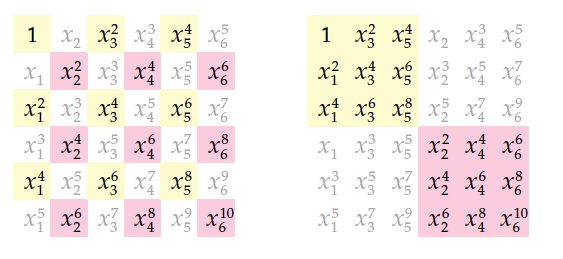 1 x_2 x_3^2 x_4^3 x_5^4 x_6^5
x_1 x_2^2 x_3^3 x_4^4 x_5^5 x_6^6
x_1^2 x_2^3 x_3^4 x_4^5 x_5^6 x_6^7
x_1^3 x_2^4 x_3^5 x_4^6 x_5^7 x_6^8
x_1^4 x_2^5 x_3^6 x_4^7 x_5^8 x_6^9
x_1^5 x_2^6 x_3^7 x_4^8 x_5^9 x_6^{10}
1 x_3^2 x_5^4 x_2 x_4^3 x_6^5
x_1^2 x_3^4 x_5^6 x_2^3 x_4^5 x_6^7
x_1^4 x_3^6 x_5^8 x_2^5 x_4^7 x_6^9
x_1 x_3^3 x_5^5 x_2^2 x_4^4 x_6^6
x_1^3 x_3^5 x_5^7 x_2^4 x_4^6 x_6^8
x_1^5 x_3^7 x_5^9 x_2^6 x_4^8 x_6^{10}